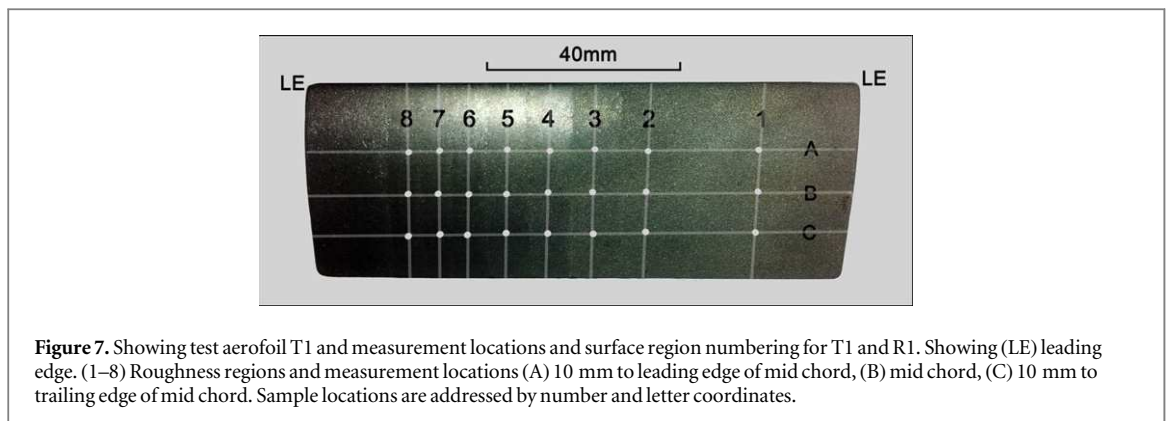 40mm
LE LE
8 7 6 5 4 3 2 1
A
B
C
Figure 7. Showing test aerofoil T1 and measurement locations and surface region numbering for T1 and R1. Showing (LE) leading
edge. (1–8) Roughness regions and measurement locations (A) 10 mm to leading edge of mid chord, (B) mid chord, (C) 10 mm to
trailing edge of mid chord. Sample locations are addressed by number and letter coordinates.